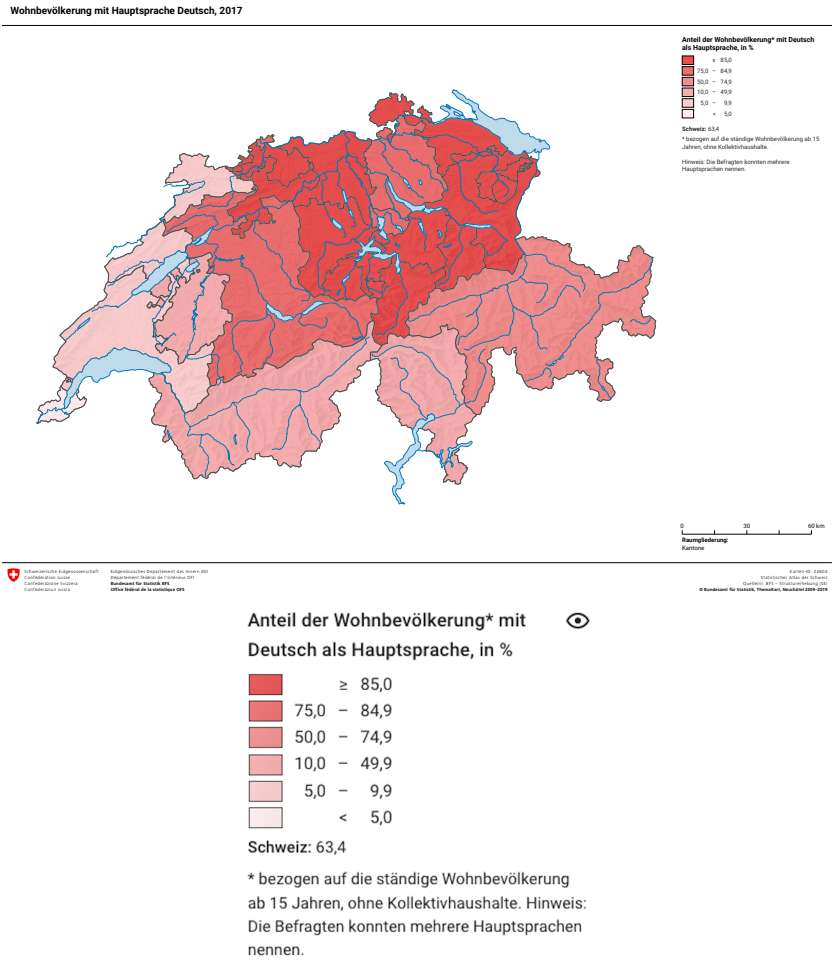 Wohnbevölkerung mit Hauptsprache Deutsch, 2017
Anteil der Wohnbevölkerung* mit Deutsch
als Hauptsprache, in %
≥ 85,0
75,0 – 84,9
50,0 – 74,9
10,0 – 49,9
5,0 – 9,9
< 5,0
Schweiz: 63,4
* bezogen auf die ständige Wohnbevölkerung ab 15
Jahren, ohne Kollektivhaushalte.
Hinweis: Die Befragten konnten mehrere
Hauptsprachen nennen.
0 30 60 km
Raumgliederung:
Kantone
Schweizerische Eidgenossenschaft
Confédération suisse
Confederazione Svizzera
Confederaziun svizra
Eidgenössisches Departement des Innern EDI
Département fédéral de l'intérieur DFI
Bundesamt für Statistik BFS
Office fédéral de la statistique OFS
Karten-ID: 22603
Statistischer Atlas der Schweiz
Quelle(n): BFS – Strukturerhebung (SE)
© Bundesamt für Statistik, ThemaKart, Neuchâtel 2009–2019
Anteil der Wohnbevölkerung* mit
Deutsch als Hauptsprache, in %
≥ 85,0
75,0 – 84,9
50,0 – 74,9
10,0 – 49,9
5,0 – 9,9
< 5,0
Schweiz: 63,4
* bezogen auf die ständige Wohnbevölkerung
ab 15 Jahren, ohne Kollektivhaushalte. Hinweis:
Die Befragten konnten mehrere Hauptsprachen
nennen.